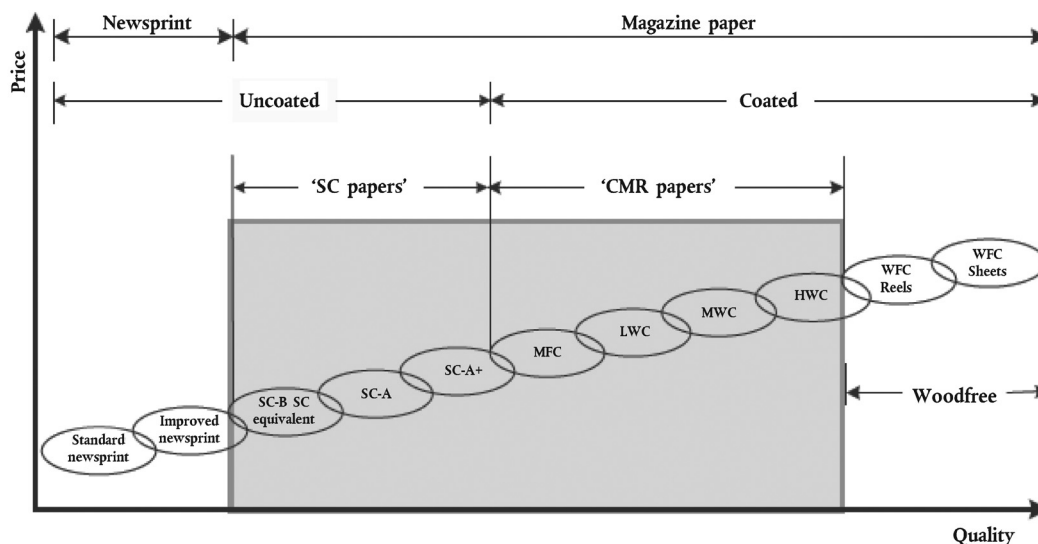 Newsprint
Magazine paper
Price
Uncoated
Coated
‘SC papers’
‘CMR papers’
WFC
Sheets
WFC
Reels
HWC
MWC
LWC
MFC
SC-A+
SC-A
SC-B SC
equivalent
Improved
newsprint
Standard
newsprint
Woodfree
Quality